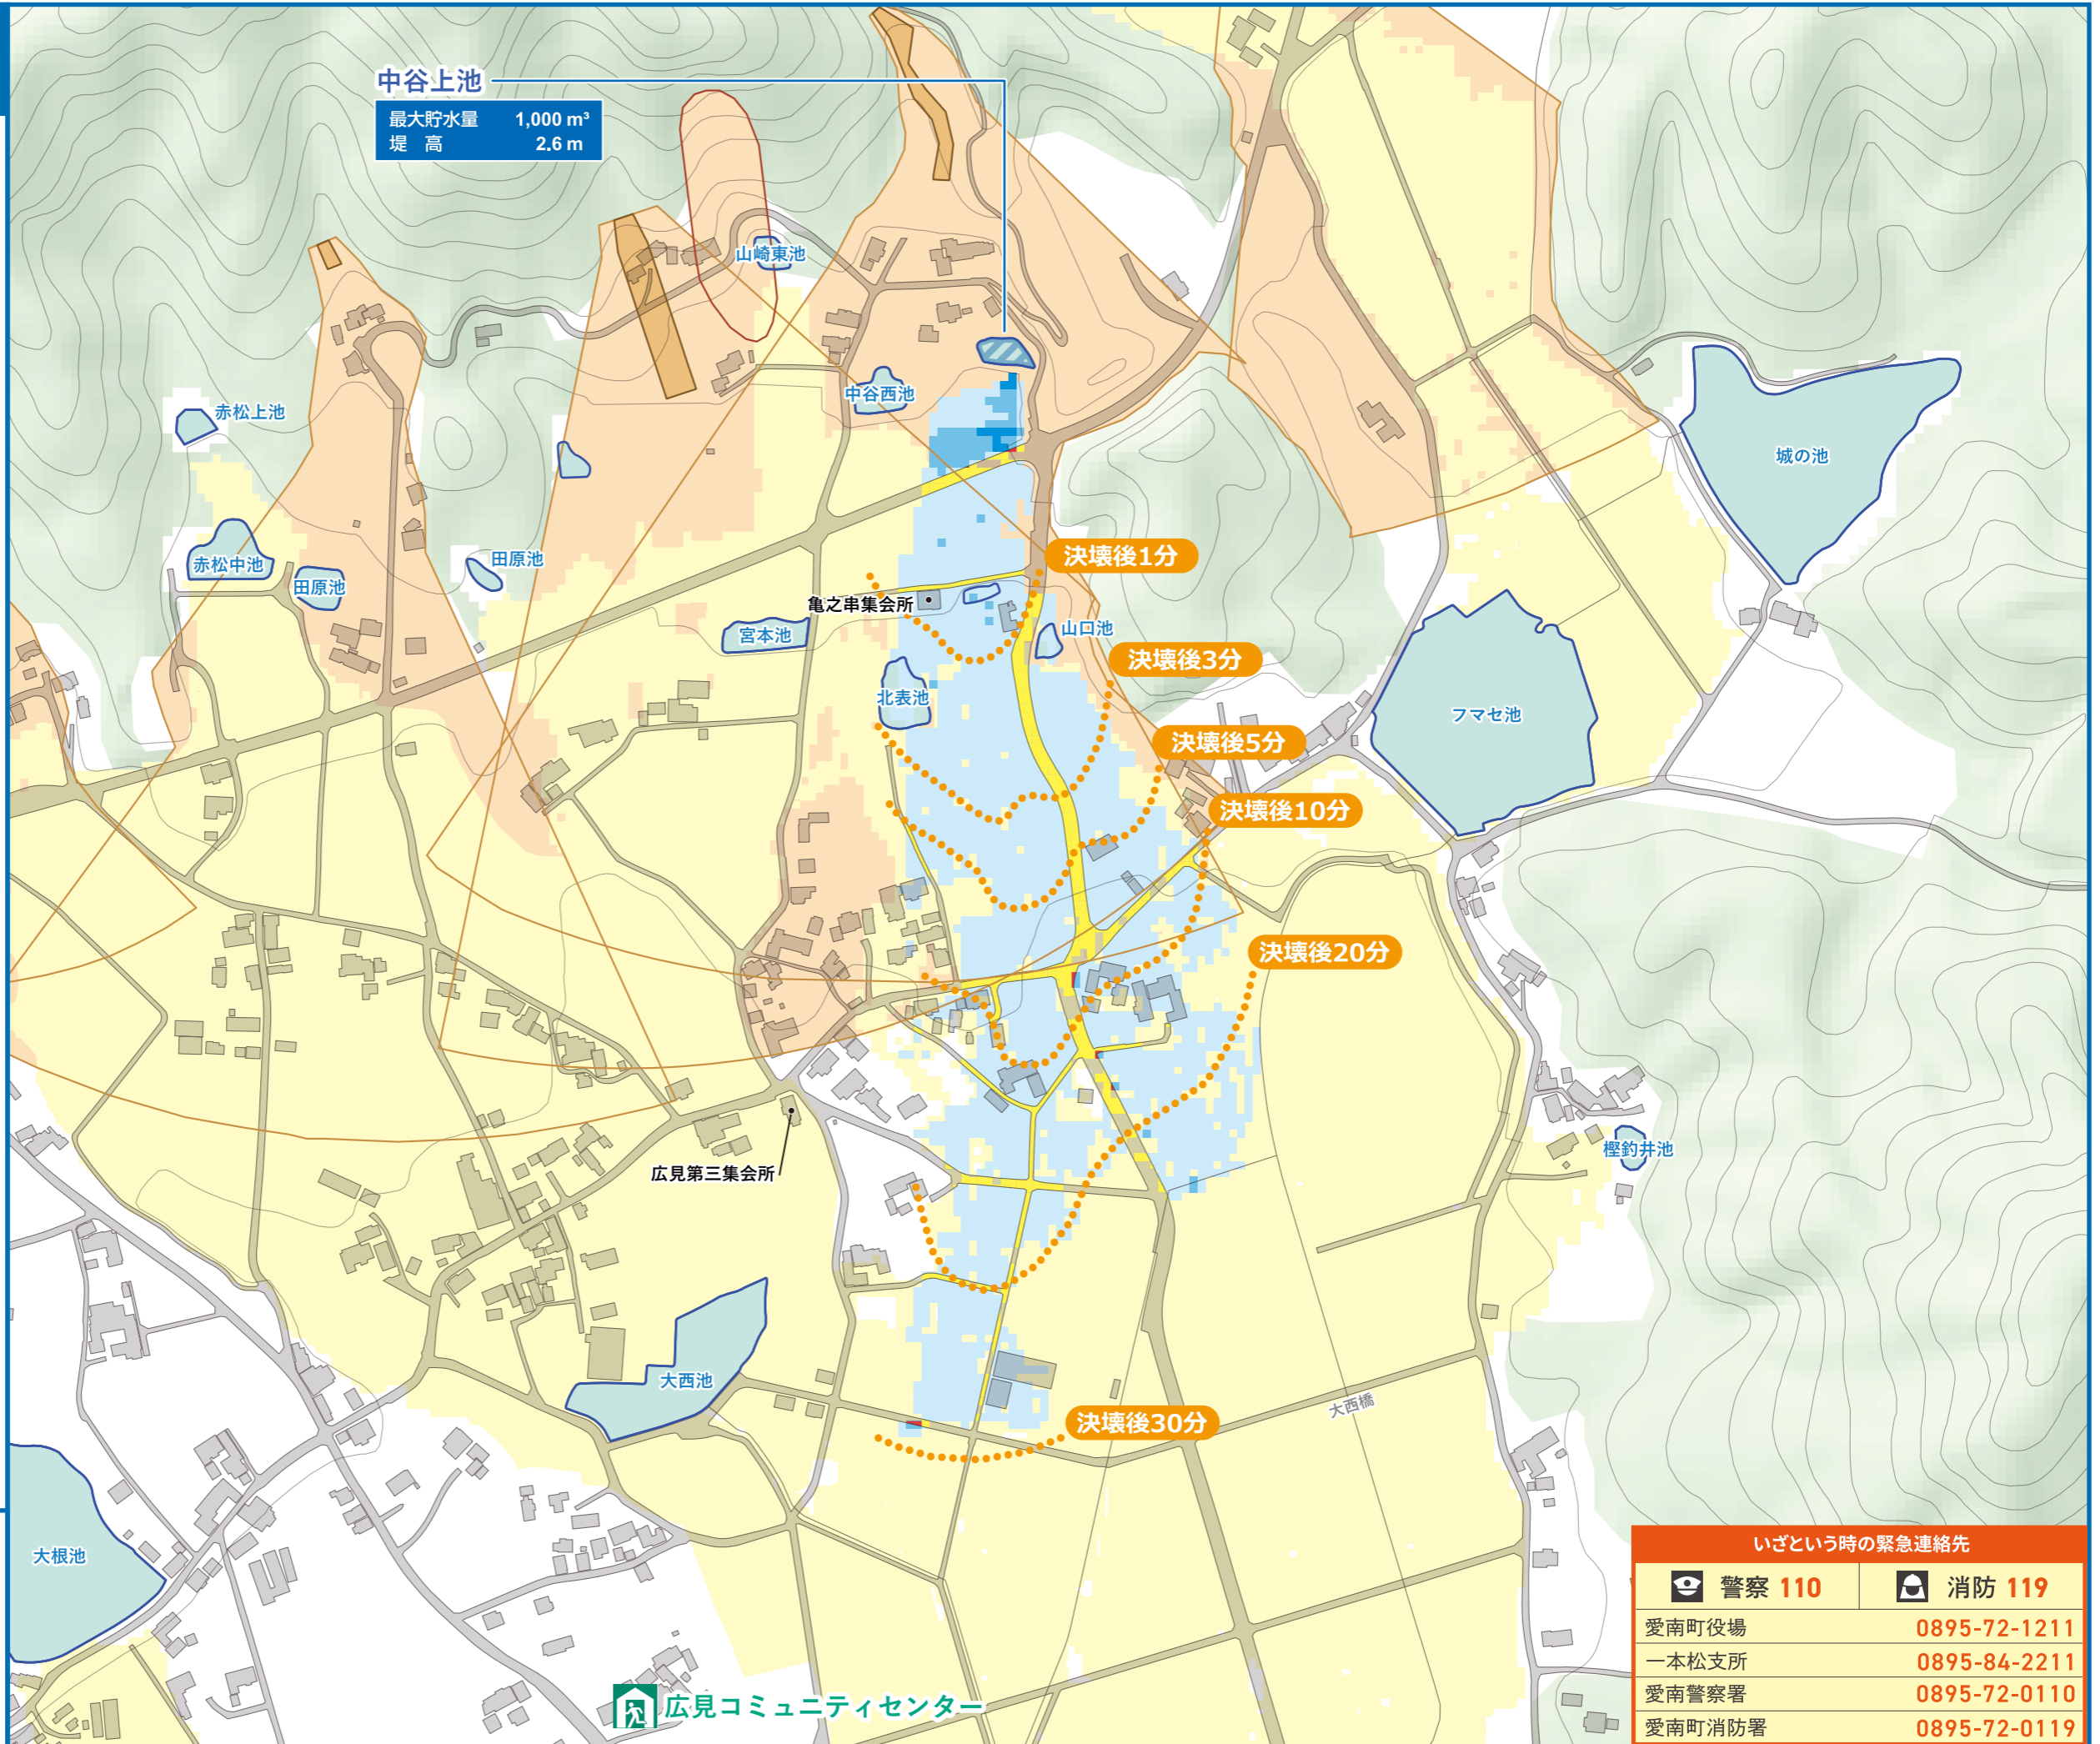 中谷上池
最大貯水量 1,000 m³
堤 高 2.6 m
山崎東池
中谷西池
赤松上池
城の池
赤松中池
田原池
田原池
決壊後1分
亀之串集会所
宮本池
山口池
決壊後3分
北表池
フマセ池
決壊後5分
決壊後10分
決壊後20分
樫釣井池
広見第三集会所
大西池
大西橋
決壊後30分
大根池
広見コミュニティセンター
いざという時の緊急連絡先
警察 110 消防 119
愛南町役場 0895-72-1211
一本松支所 0895-84-2211
愛南警察署 0895-72-0110
愛南町消防署 0895-72-0119